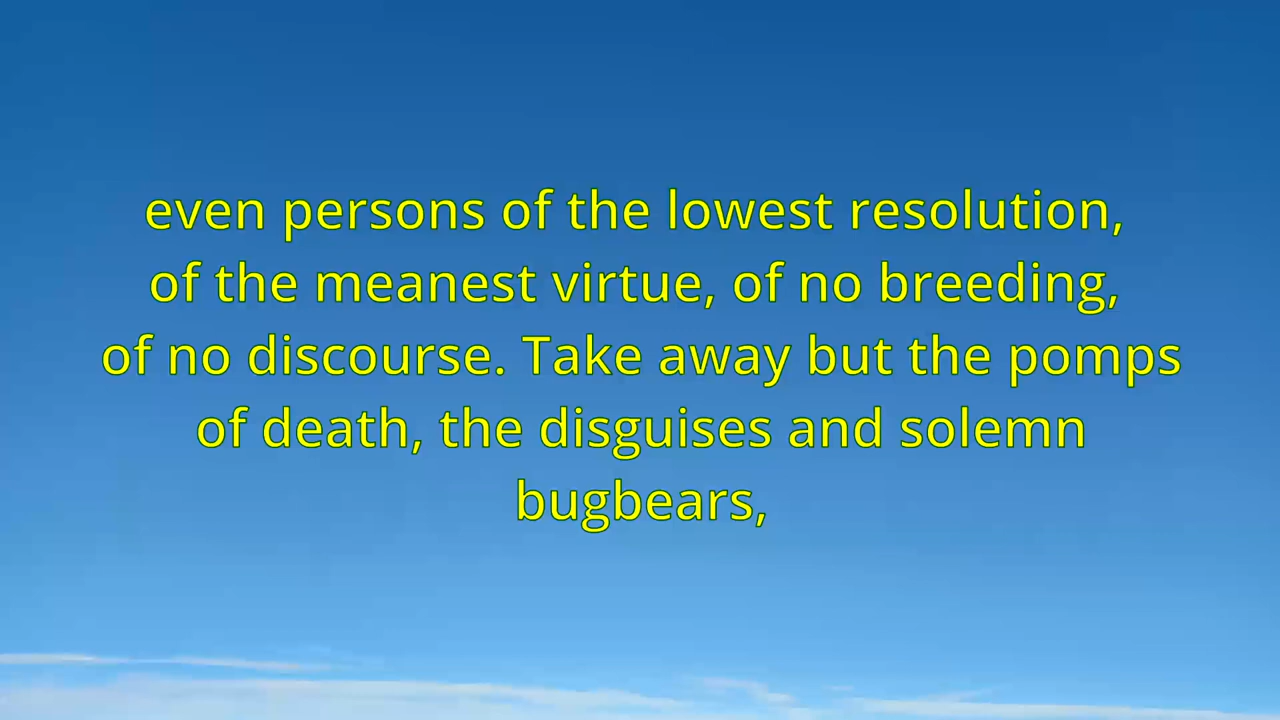 even persons of the lowest resolution,
of the meanest virtue, of no breeding,
of no discourse. Take away but the pomps
of death, the disguises and solemn
bugbears,